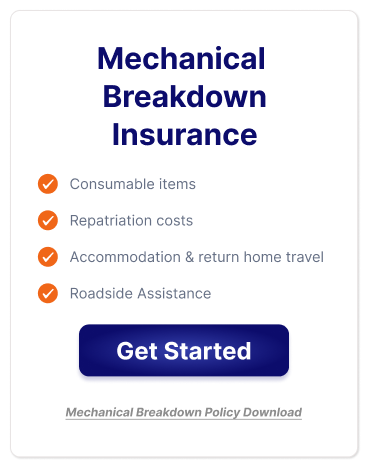 Mechanical
Breakdown
Insurance
Consumable items
Repatriation costs
Accommodation & return home travel
Roadside Assistance
Get Started
Mechanical Breakdown Policy Download